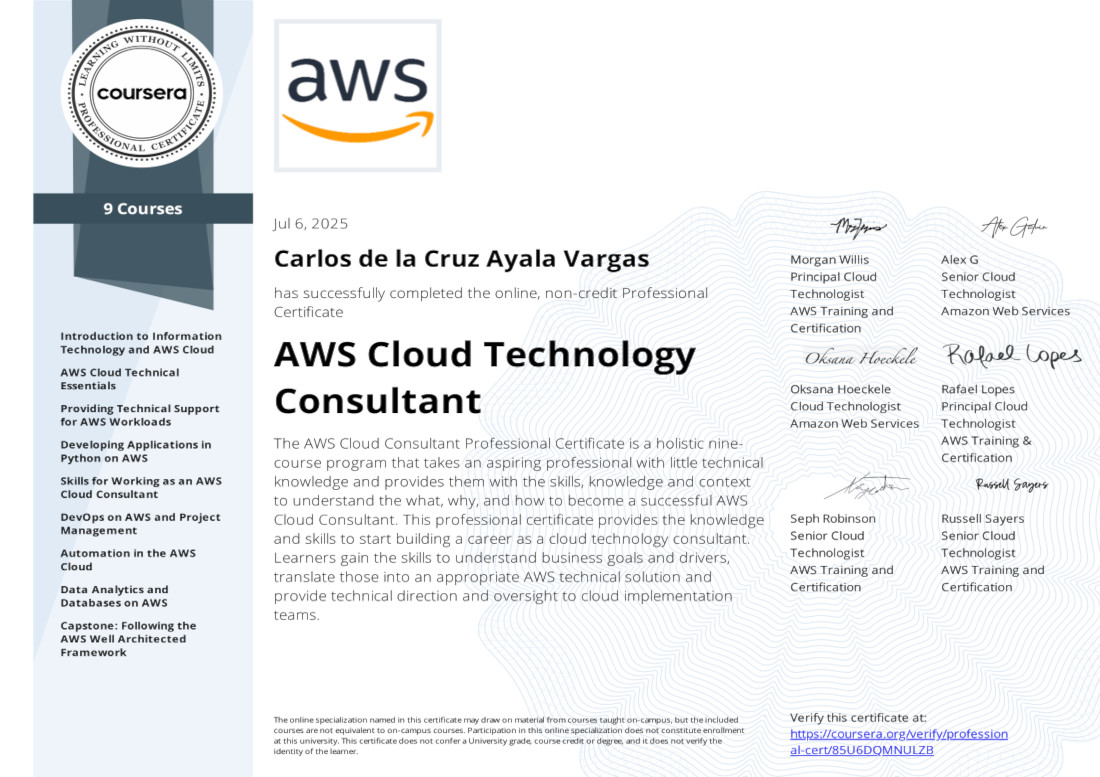 LEARNING WITHOUT LIMITS
coursera
PROFESSIONAL CERTIFICATE
aws
9 Courses
Introduction to Information
Technology and AWS Cloud
AWS Cloud Technical
Essentials
Providing Technical Support
for AWS Workloads
Developing Applications in
Python on AWS
Skills for Working as an AWS
Cloud Consultant
DevOps on AWS and Project
Management
Automation in the AWS
Cloud
Data Analytics and
Databases on AWS
Capstone: Following the
AWS Well Architected
Framework
Jul 6, 2025
Carlos de la Cruz Ayala Vargas
has successfully completed the online, non-credit Professional
Certificate
AWS Cloud Technology
Consultant
The AWS Cloud Consultant Professional Certificate is a holistic nine-
course program that takes an aspiring professional with little technical
knowledge and provides them with the skills, knowledge and context
to understand the what, why, and how to become a successful AWS
Cloud Consultant. This professional certificate provides the knowledge
and skills to start building a career as a cloud technology consultant.
Learners gain the skills to understand business goals and drivers,
translate those into an appropriate AWS technical solution and
provide technical direction and oversight to cloud implementation
teams.
Morgan Willis
Principal Cloud
Technologist
AWS Training and
Certification
Alex G
Senior Cloud
Technologist
Amazon Web Services
Oksana Hoeckele
Oksana Hoeckele
Cloud Technologist
Amazon Web Services
Rafael Lopes
Rafael Lopes
Principal Cloud
Technologist
AWS Training &
Certification
Seph Robinson
Senior Cloud
Technologist
AWS Training and
Certification
Russell Sayers
Russell Sayers
Senior Cloud
Technologist
AWS Training and
Certification
The online specialization named in this certificate may draw on material from courses taught on-campus, but the included
courses are not equivalent to on-campus courses. Participation in this online specialization does not constitute enrollment
at this university. This certificate does not confer a University grade, course credit or degree, and it does not verify the
identity of the learner.
Verify this certificate at:
https://coursera.org/verify/profession
al-cert/85U6DQMNULZB